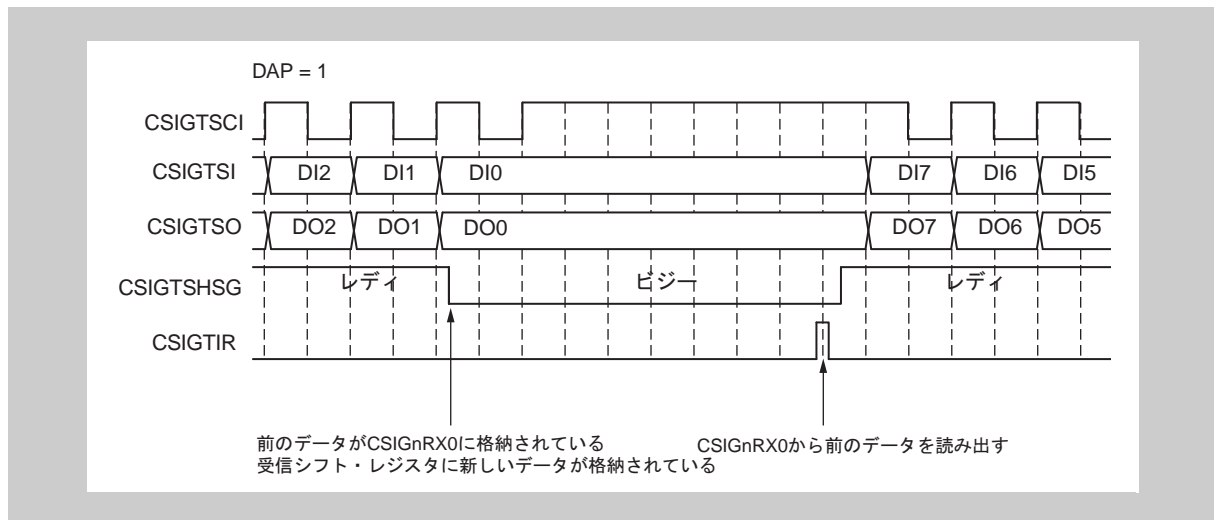 DAP = 1
CSIGTSCI
CSIGTSI DI2 DI1 DI0 DI7 DI6 DI5
CSIGTSO DO2 DO1 DO0 DO7 DO6 DO5
CSIGTSHSG レディ ビジー レディ
CSIGTIR
前のデータがCSIGnRX0に格納されている
受信シフト・レジスタに新しいデータが格納されている
CSIGnRX0から前のデータを読み出す